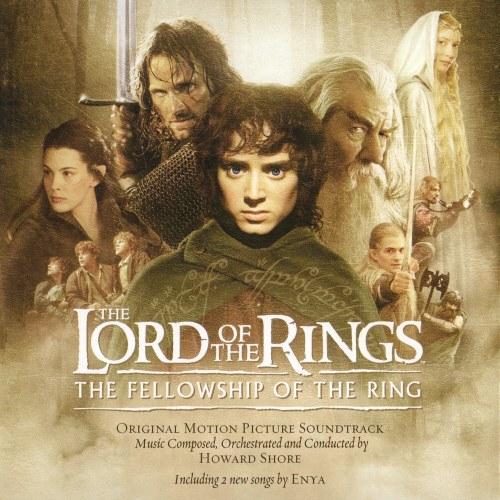 THE
LORD OF THE RINGS
THE FELLOWSHIP OF THE RING
ORIGINAL MOTION PICTURE SOUNDTRACK
Music Composed, Orchestrated and Conducted by
HOWARD SHORE
Including 2 new songs by ENYA